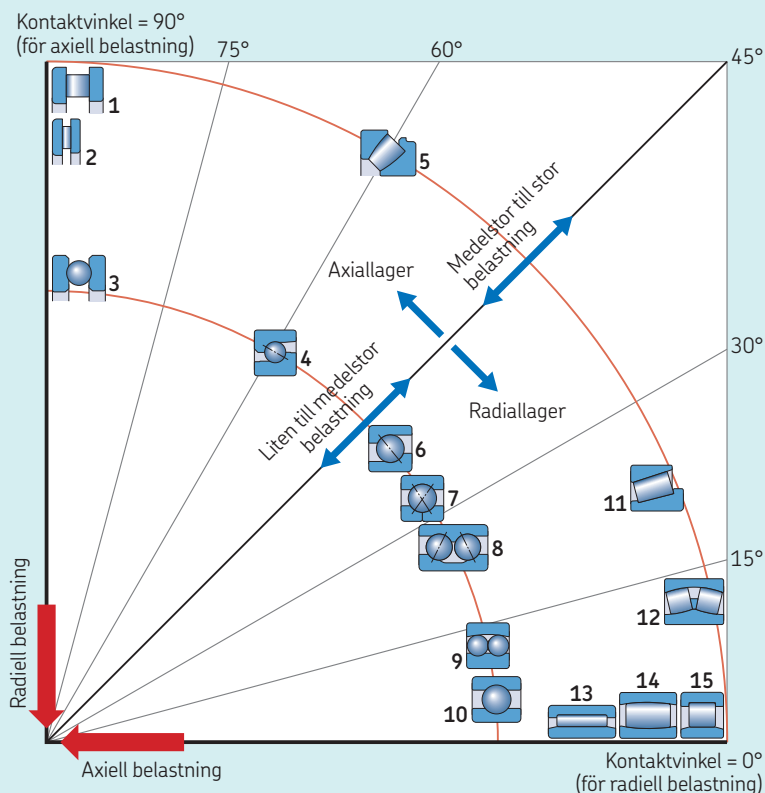 Kontaktvinkel = 90°
(för axiell belastning)
75°
60°
45°
1
2
5
Medelstor till stor
belastning
3
Axiallager
4
30°
Liten till medelstor
belastning
Radiallager
6
7
11
8
15°
12
Radiell belastning
9
10
13
14
15
Axiell belastning
Kontaktvinkel = 0°
(för radiell belastning)